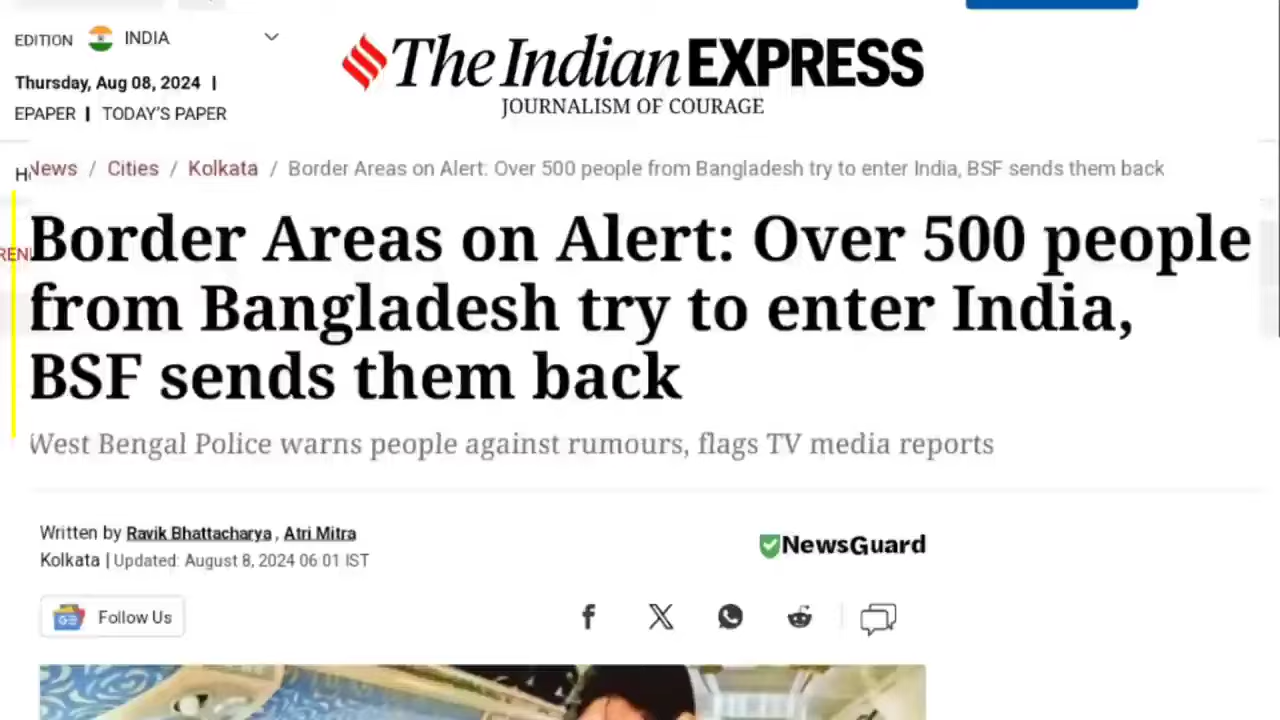 EDITION INDIA
Thursday, Aug 08, 2024 |
EPAPER | TODAY'S PAPER
The Indian EXPRESS
JOURNALISM OF COURAGE
News / Cities / Kolkata / Border Areas on Alert: Over 500 people from Bangladesh try to enter India, BSF sends them back
Border Areas on Alert: Over 500 people
from Bangladesh try to enter India,
BSF sends them back
West Bengal Police warns people against rumours, flags TV media reports
Written by Ravik Bhattacharya , Atri Mitra
Kolkata | Updated: August 8, 2024 06:01 IST
NewsGuard
Follow Us